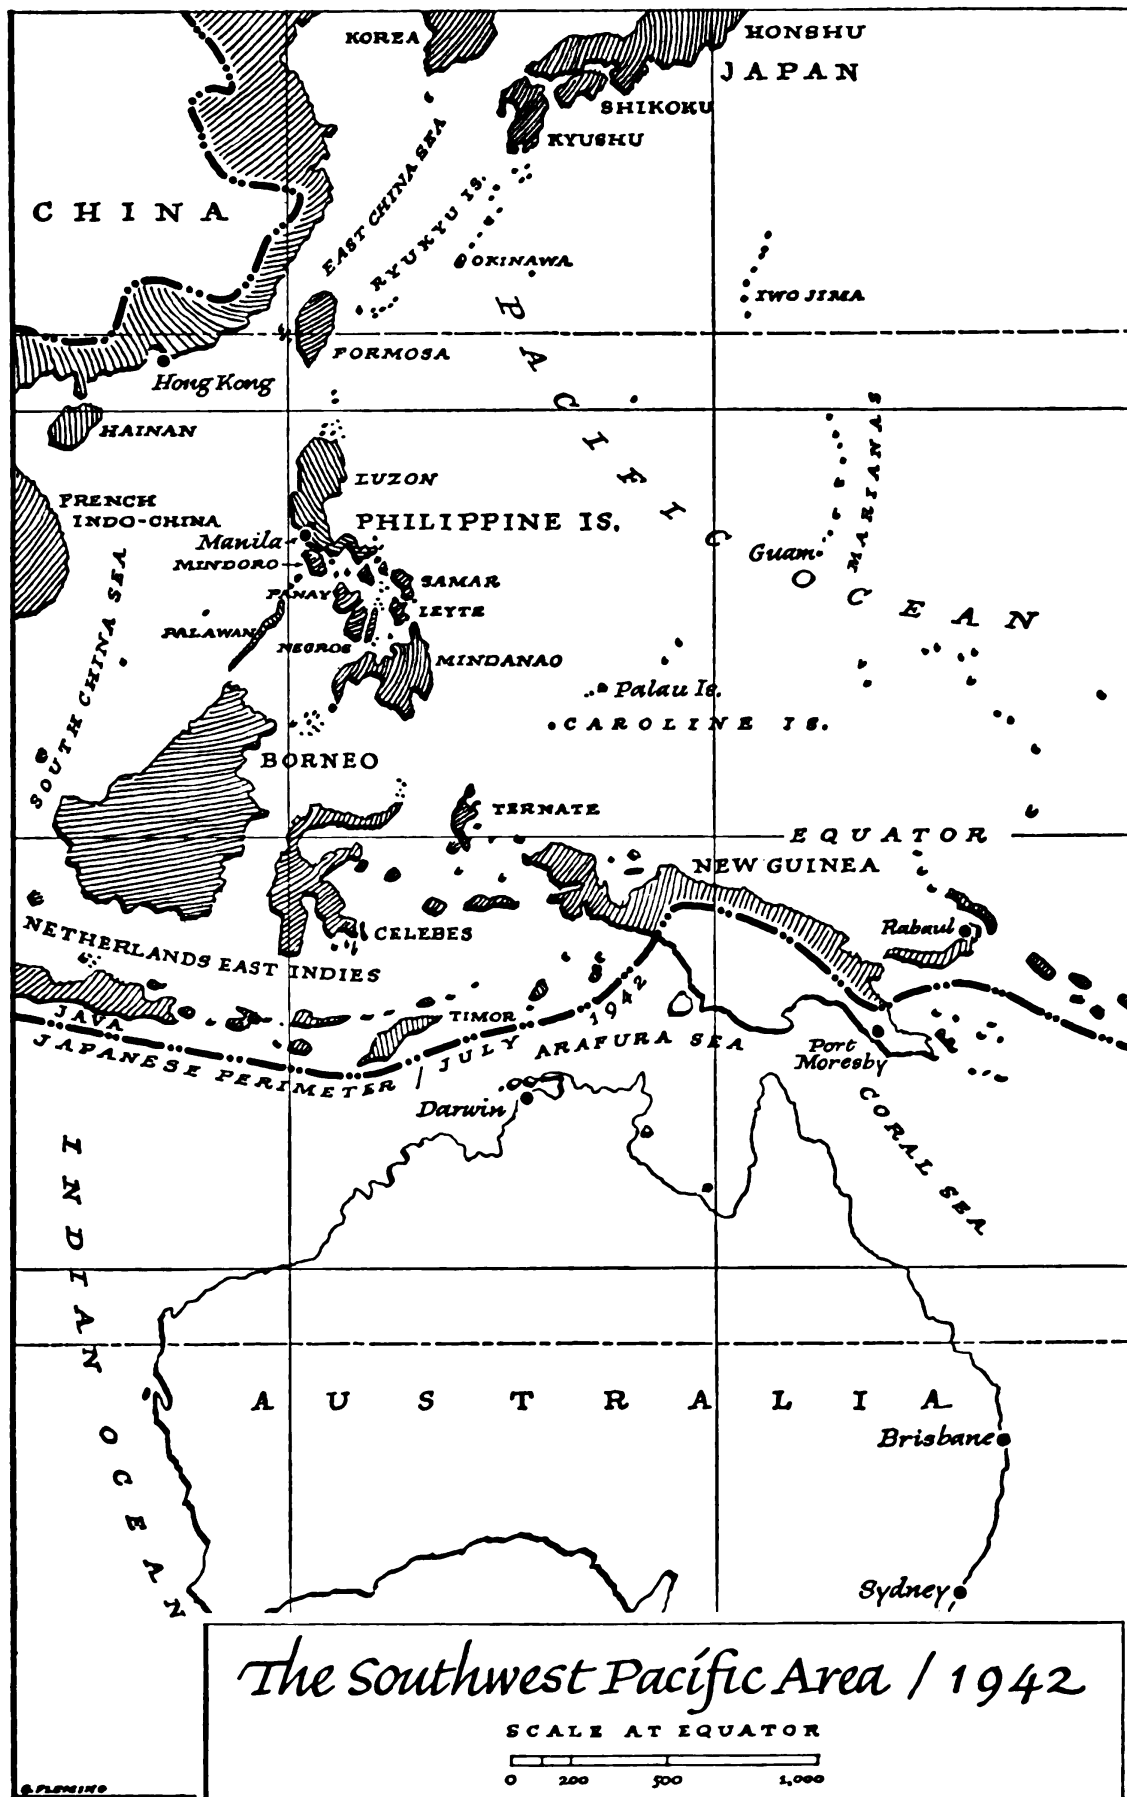 KOREA
HONSHU
JAPAN
SHIKOKU
KYUSHU
EAST CHINA SEA
CHINA
RYUKYU IS.
OKINAWA
IWO JIMA
PACIFIC OCEAN
FORMOSA
Hong Kong
HAINAN
MARIANAS
LUZON
FRENCH
INDO-CHINA
PHILIPPINE IS.
Manila
Guam
MINDORO
SAMAR
PANAY
LEYTE
PALAWAN
NEGROS
MINDANAO
SOUTH CHINA SEA
Palau Is.
CAROLINE IS.
BORNEO
TERNATE
EQUATOR
NEW GUINEA
Rabaul
CELEBES
NETHERLANDS EAST INDIES
JAVA
TIMOR
JAPANESE PERIMETER / JULY 1942
ARAFURA SEA
Port
Moresby
Darwin
CORAL SEA
INDIAN OCEAN
AUSTRALIA
Brisbane
Sydney
The Southwest Pacific Area / 1942
SCALE AT EQUATOR
0 200 500 1,000
G. FLEMING